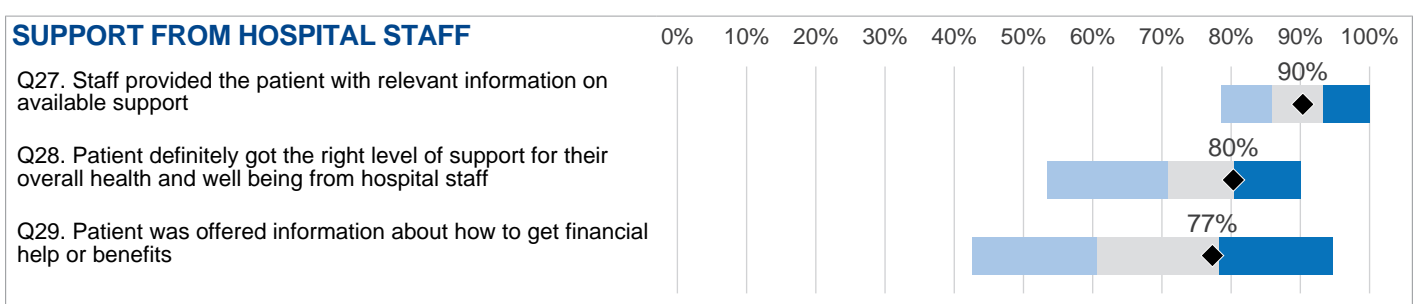 SUPPORT FROM HOSPITAL STAFF 0% 10% 20% 30% 40% 50% 60% 70% 80% 90% 100%
Q27. Staff provided the patient with relevant information on
available support
90%
Q28. Patient definitely got the right level of support for their
overall health and well being from hospital staff
80%
Q29. Patient was offered information about how to get financial
help or benefits
77%